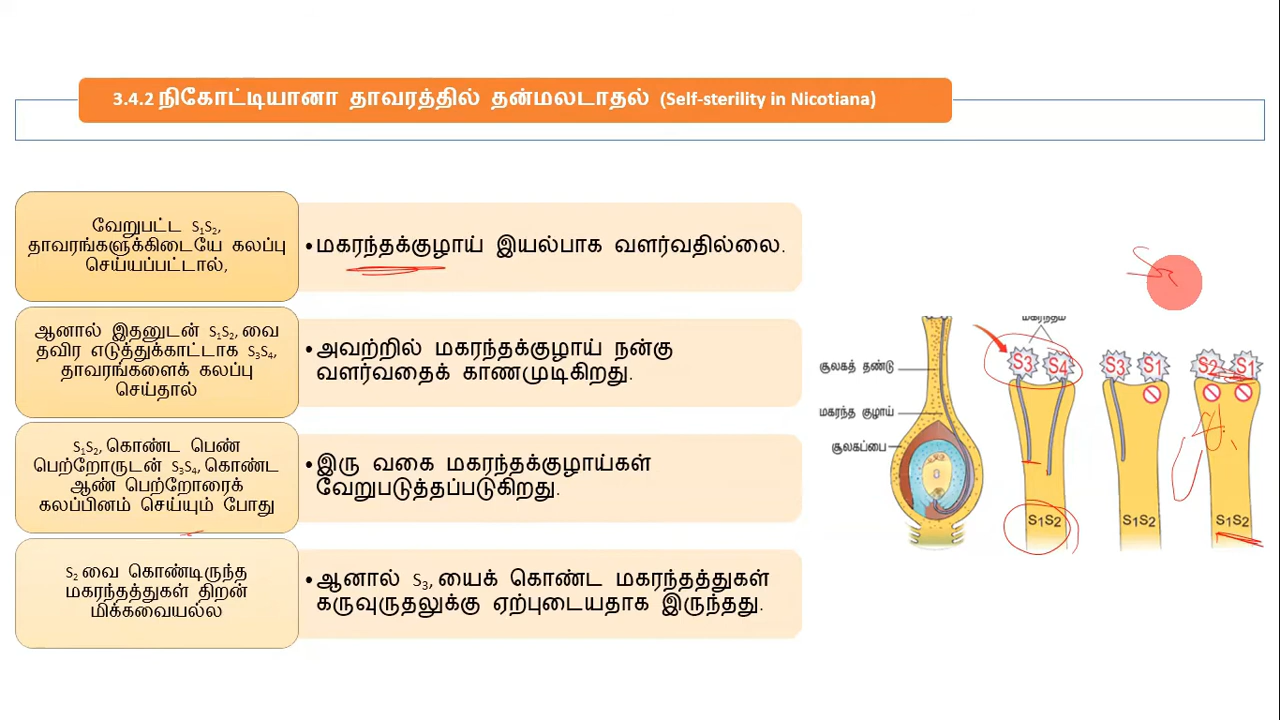 3.4.2 நிகோட்டியானா தாவரத்தில் தன்மலடாதல் (Self-sterility in Nicotiana)
வேறுபட்ட S₁S₂,
தாவரங்களுக்கிடையே கலப்பு
செய்யப்பட்டால்,
•மகரந்தக்குழாய் இயல்பாக வளர்வதில்லை.
ஆனால் இதனுடன் S₁S₂, வை
தவிர எடுத்துக்காட்டாக S₃S₄,
தாவரங்களைக் கலப்பு
செய்தால்
•அவற்றில் மகரந்தக்குழாய் நன்கு
வளர்வதைக் காணமுடிகிறது.
S₁S₂, கொண்ட பெண்
பெற்றோருடன் S₃S₄, கொண்ட
ஆண் பெற்றோரைக்
கலப்பினம் செய்யும் போது
•இரு வகை மகரந்தக்குழாய்கள்
வேறுபடுத்தப்படுகிறது.
S₂ வை கொண்டிருந்த
மகரந்தத்துகள் திறன்
மிக்கவையல்ல
•ஆனால் S₃, யைக் கொண்ட மகரந்தத்துகள்
கருவுருதலுக்கு ஏற்புடையதாக இருந்தது.
மகரந்தம்
சூலகத் தண்டு
மகரந்த குழாய்
சூலகப்பை
S3 S4 S3 S1 S2 S1
S1S2 S1S2 S1S2